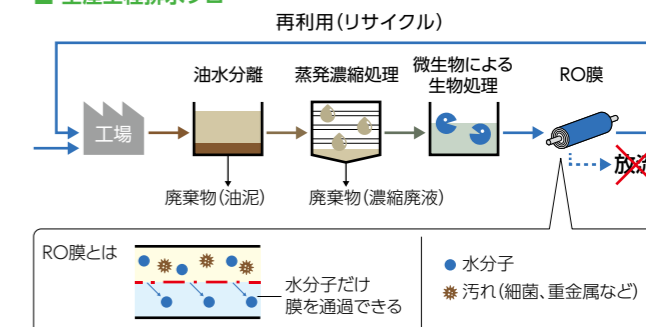 再利用（リサイクル）
油水分離
蒸発濃縮処理
微生物による
生物処理
RO膜
工場
廃棄物（油泥）
廃棄物（濃縮廃液）
RO膜とは
水分子だけ
膜を通過できる
水分子
汚れ（細菌、重金属など）